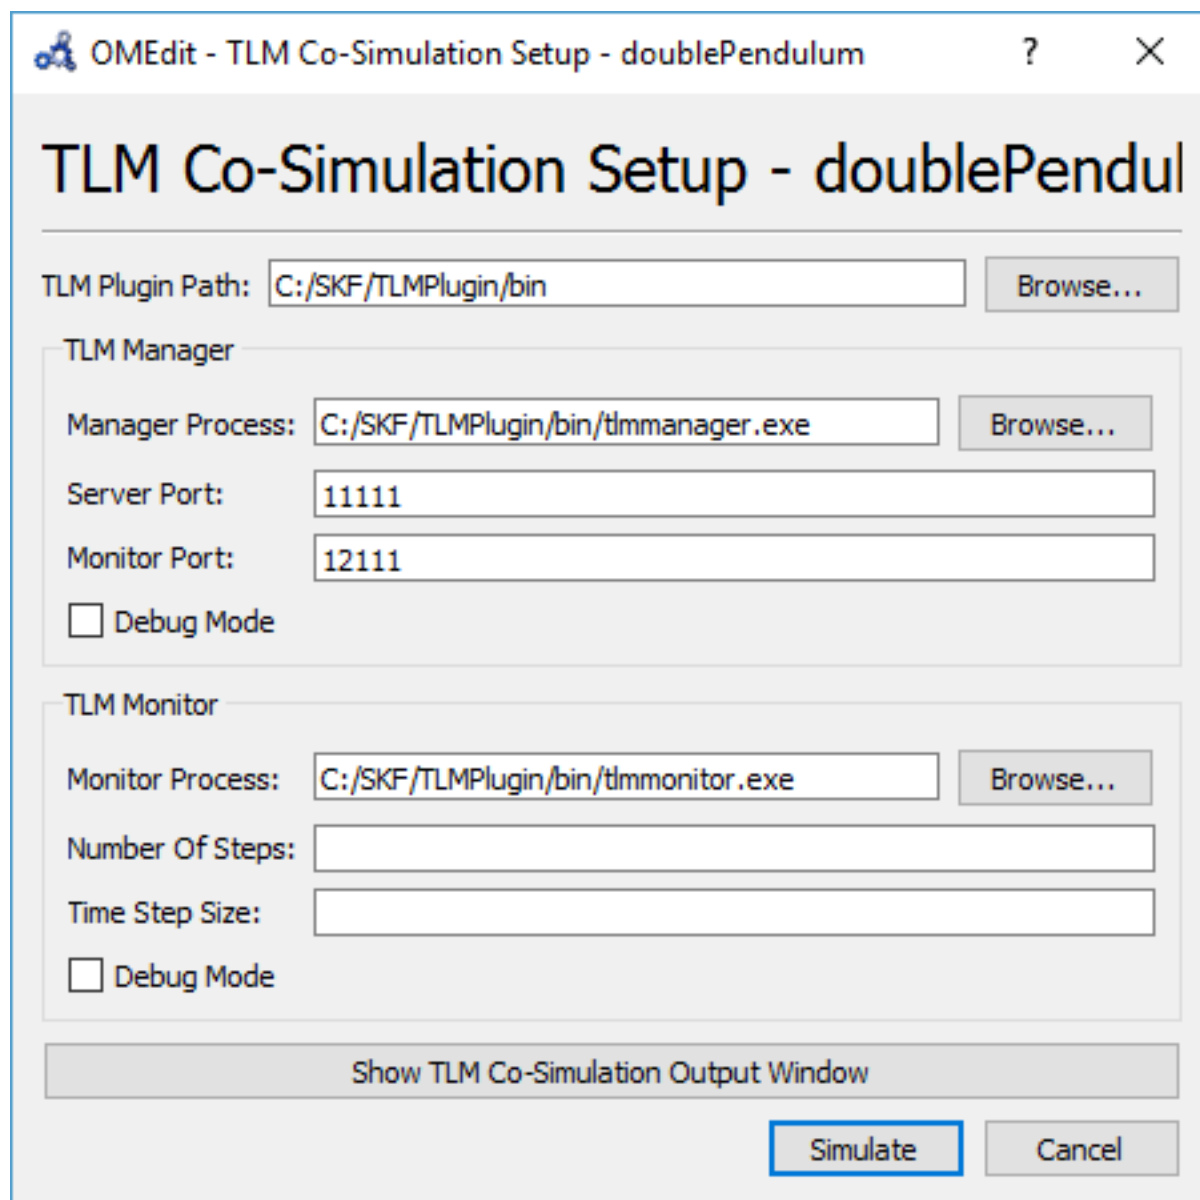 OMEdit - TLM Co-Simulation Setup - doublePendulum ?
TLM Co-Simulation Setup - doublePendul
TLM Plugin Path: C:/SKF/TLMPlugin/bin Browse...
TLM Manager
Manager Process: C:/SKF/TLMPlugin/bin/tlmmanager.exe Browse...
Server Port: 11111
Monitor Port: 12111
Debug Mode
TLM Monitor
Monitor Process: C:/SKF/TLMPlugin/bin/tlmmonitor.exe Browse...
Number Of Steps:
Time Step Size:
Debug Mode
Show TLM Co-Simulation Output Window
Simulate Cancel